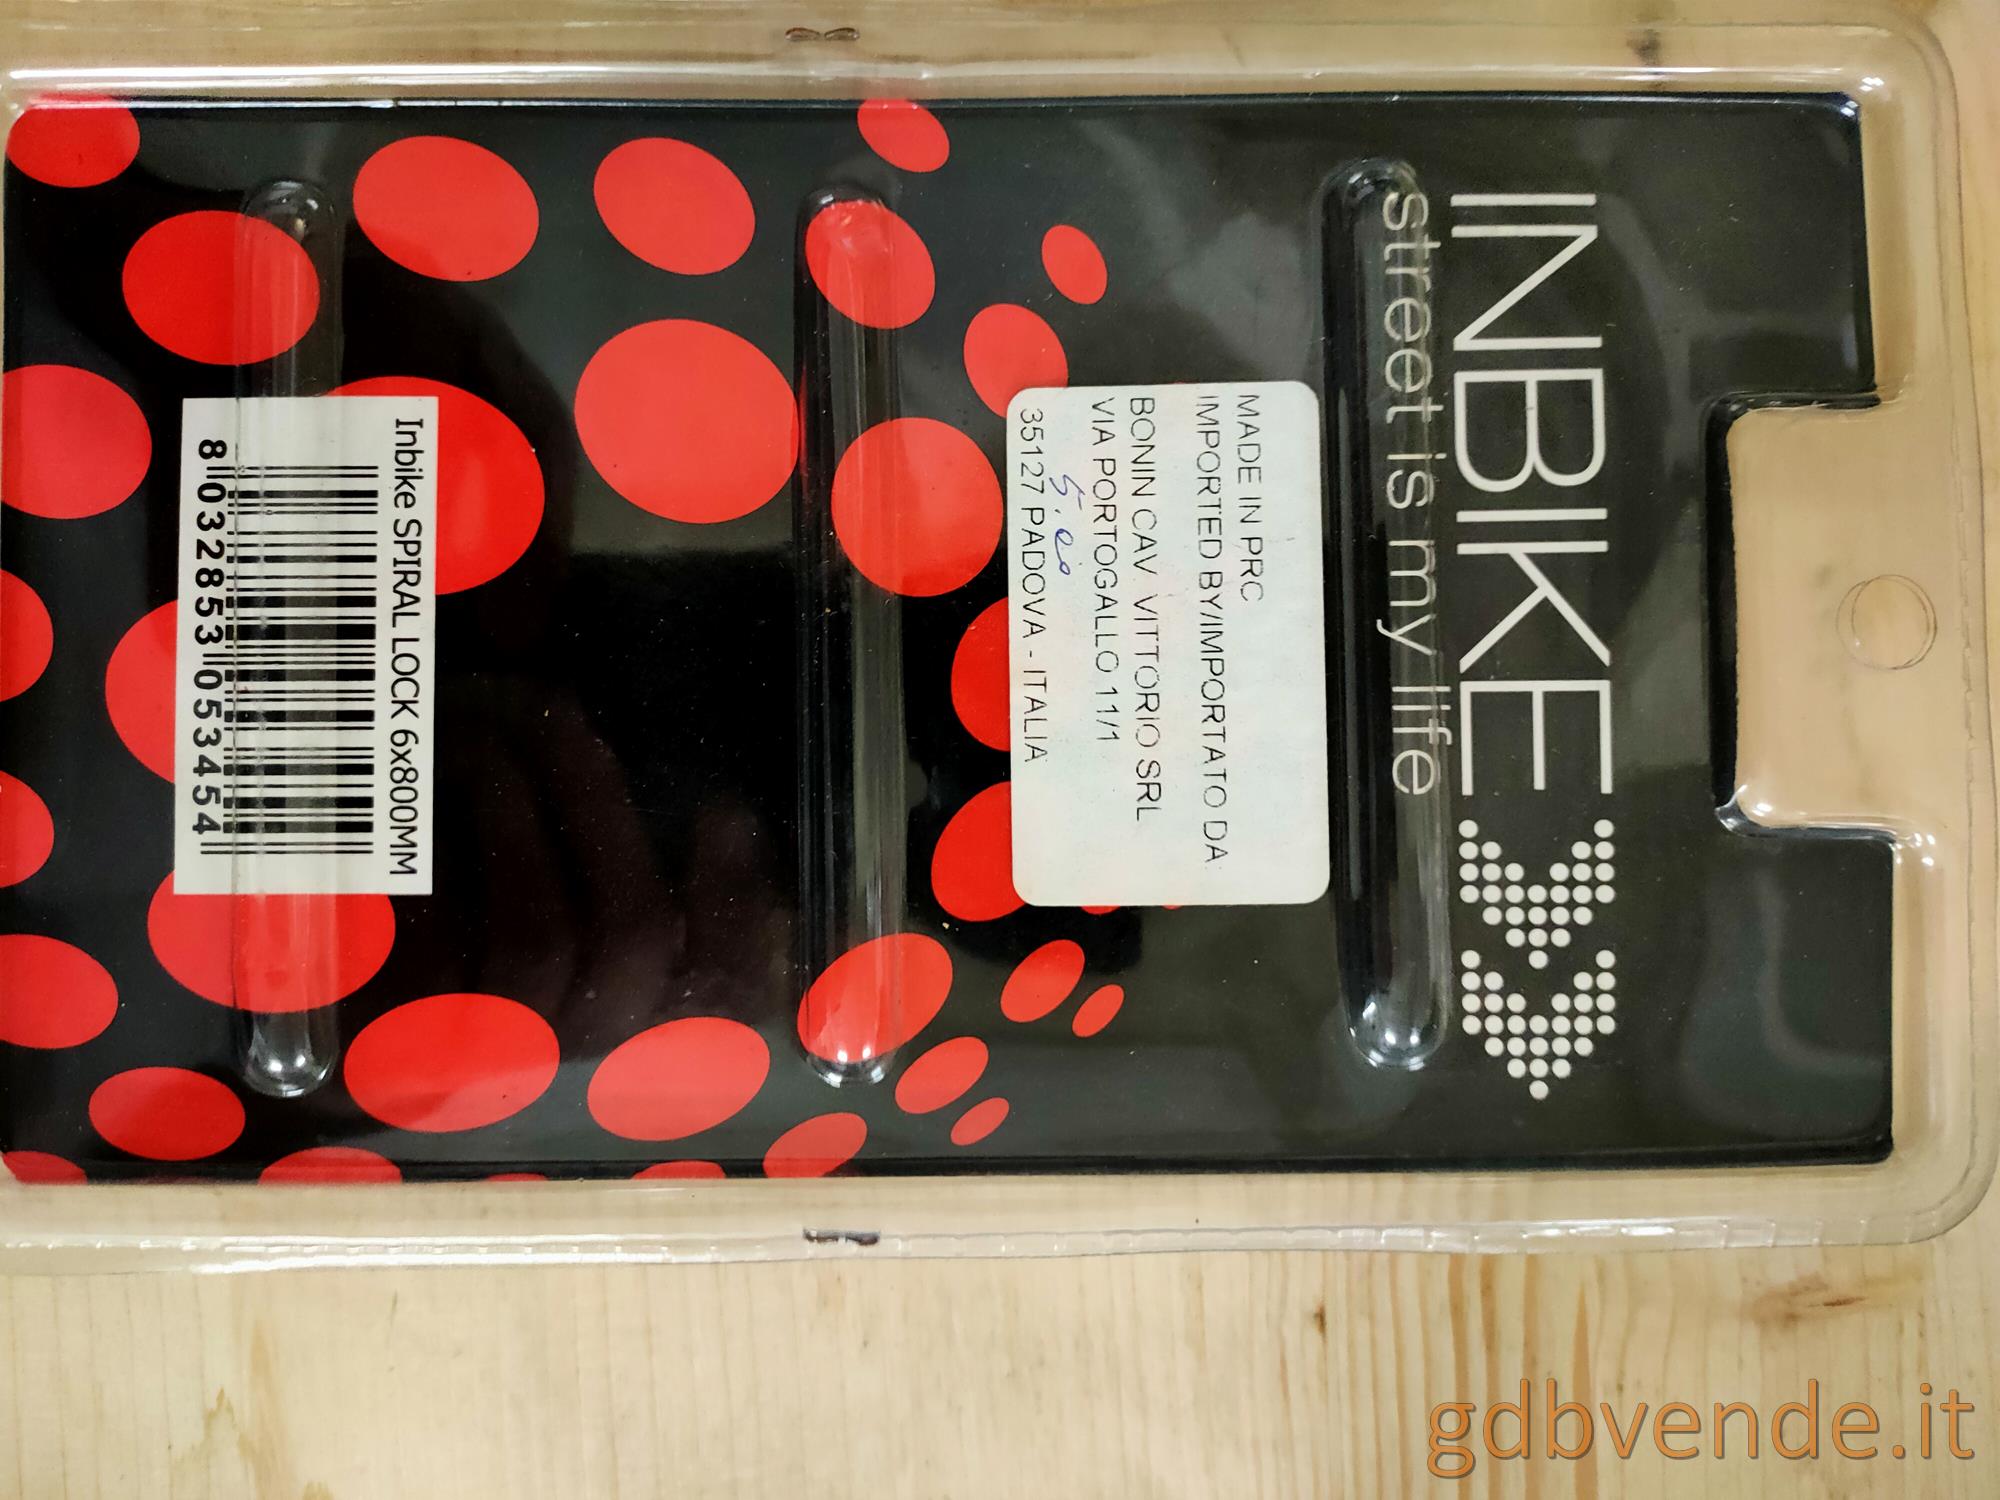 INBIKE
street is my life
MADE IN PRC
IMPORTED BY/IMPORTATO DA
BONIN CAV. VITTORIO SRL
VIA PORTOGALLO 11/1
35127 PADOVA - ITALIA
Inbike SPIRAL LOCK 6x800MM
8 032853 053454
gdbvende.it